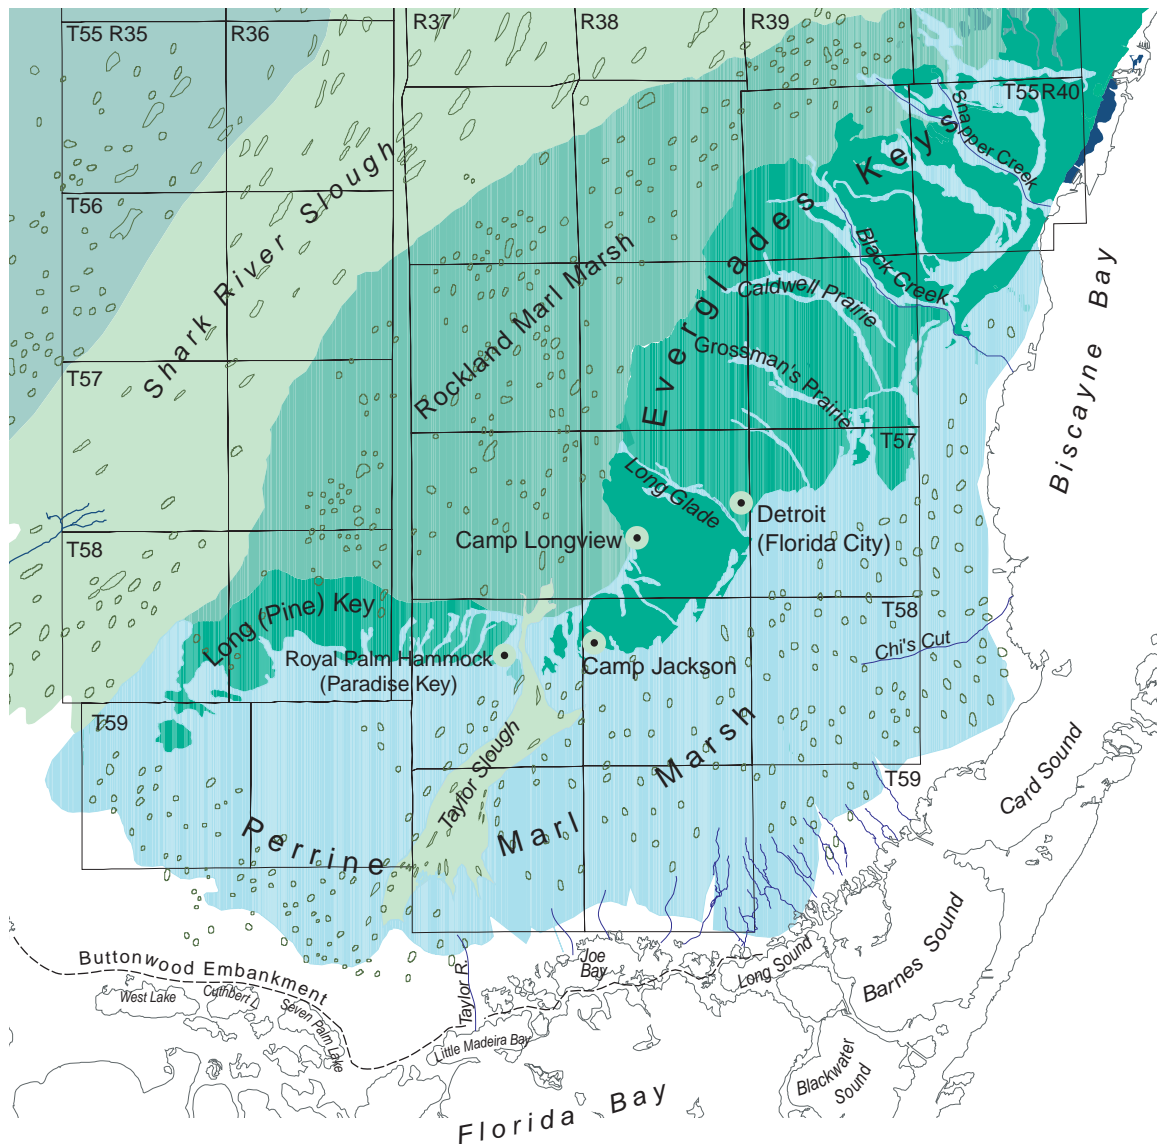 T55 R35
R36
R37
R38
R39
T55 R40
Snapper Creek
Everglades Keys
T56
Shark River Slough
Rockland Marl Marsh
Black Creek
Caldwell Prairie
Biscayne Bay
Grossman's Prairie
T57
T57
Long Glade
Detroit
(Florida City)
Camp Longview
T58
T58
Long (Pine) Key
Royal Palm Hammock
(Paradise Key)
Camp Jackson
Chi's Cut
T59
Taylor Slough
T59
Card Sound
Perrine Marl Marsh
Barnes Sound
Buttonwood Embankment
Joe
Bay
Long Sound
West Lake
Cuthbert L.
Seven Palm Lake
Taylor R.
Little Madeira Bay
Blackwater
Sound
Florida Bay